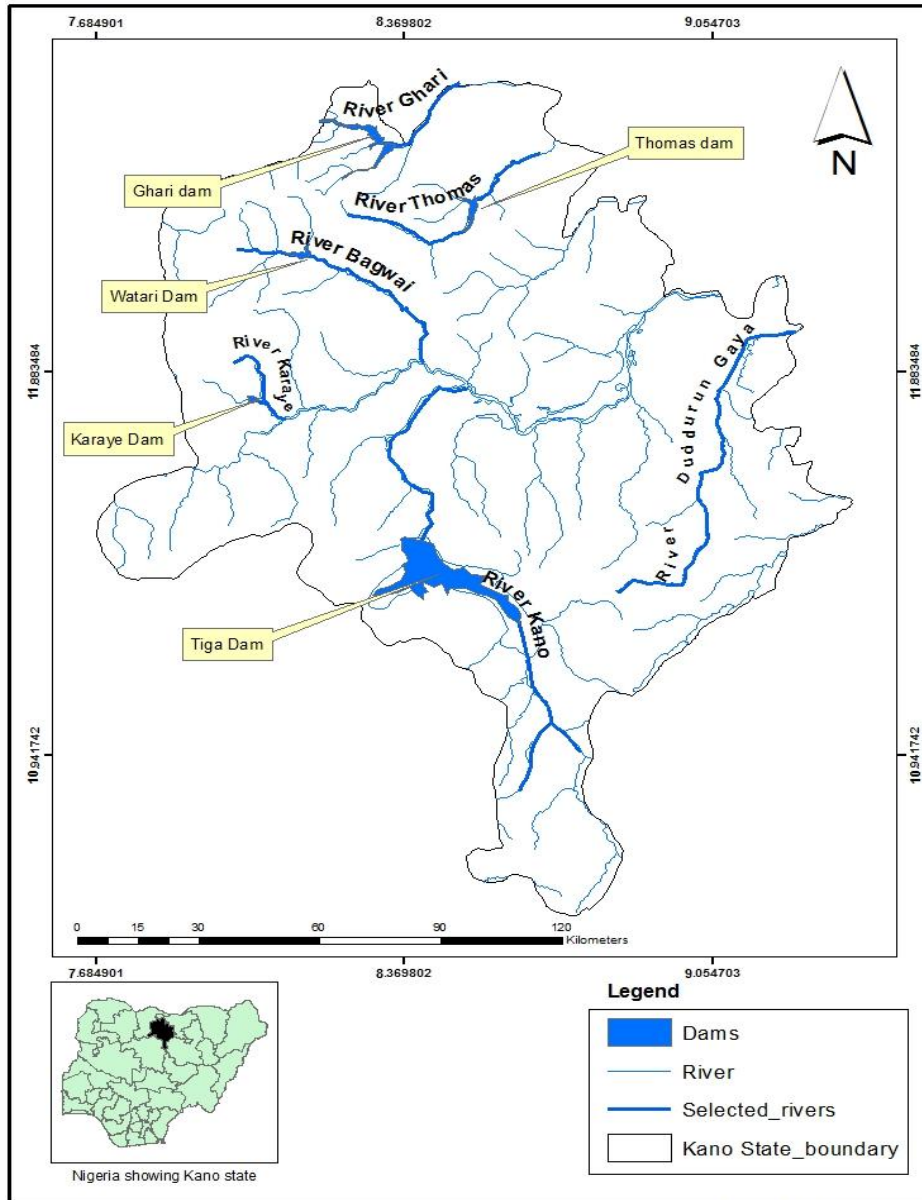 7.684901
8.369802
9.054703
River Ghari
Thomas dam
N
Ghari dam
River Thomas
River Bagwai
Watari Dam
River Karaye
Karaye Dam
River Duddurun Gaya
11.883484
11.883484
River Kano
Tiga Dam
10.941742
10.941742
0 15 30 60 90 120
Kilometers
7.684901
8.369802
9.054703
Legend
Dams
River
Selected_rivers
Kano State_boundary
Nigeria showing Kano state